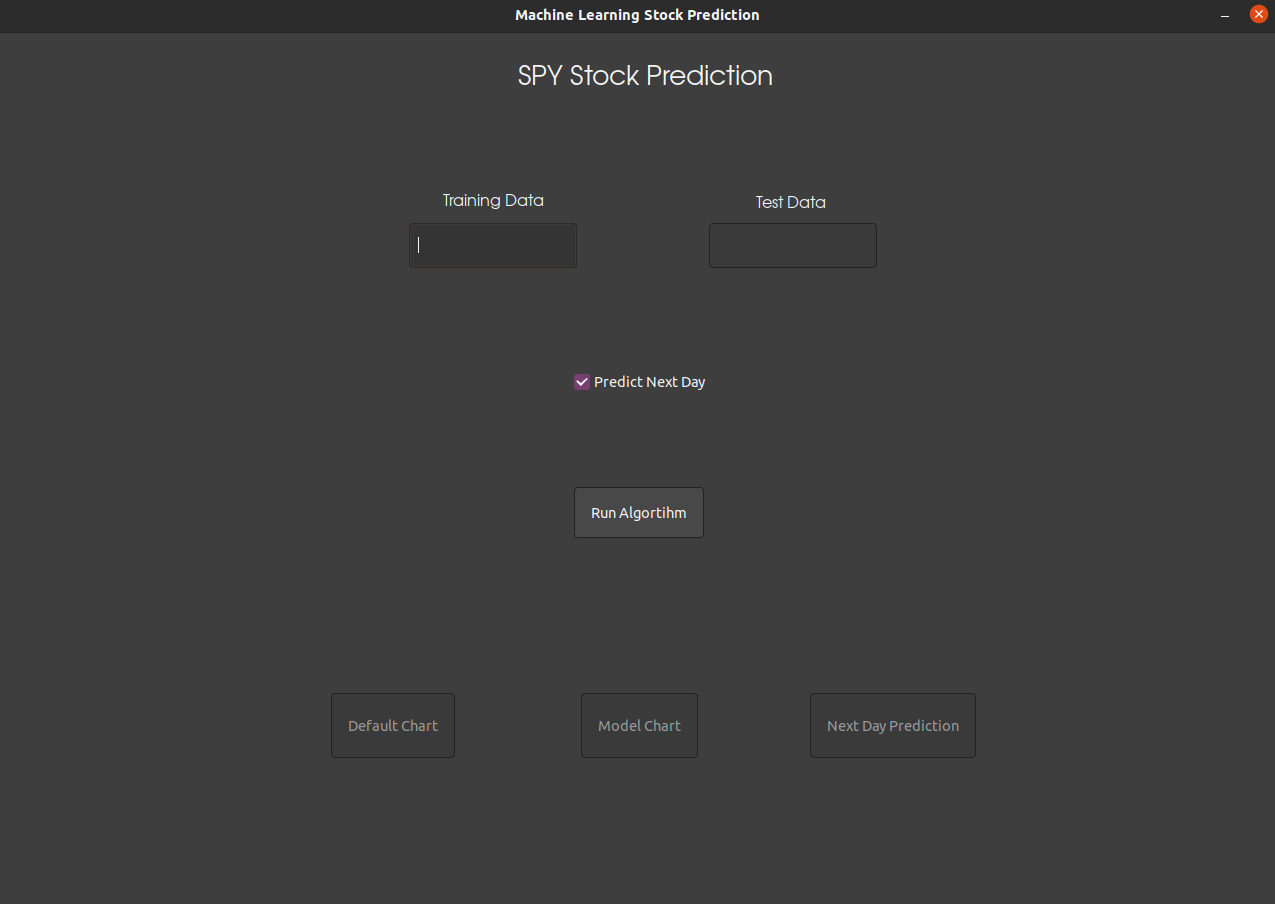 Machine Learning Stock Prediction
SPY Stock Prediction
Training Data
Test Data
Predict Next Day
Run Algortihm
Default Chart
Model Chart
Next Day Prediction